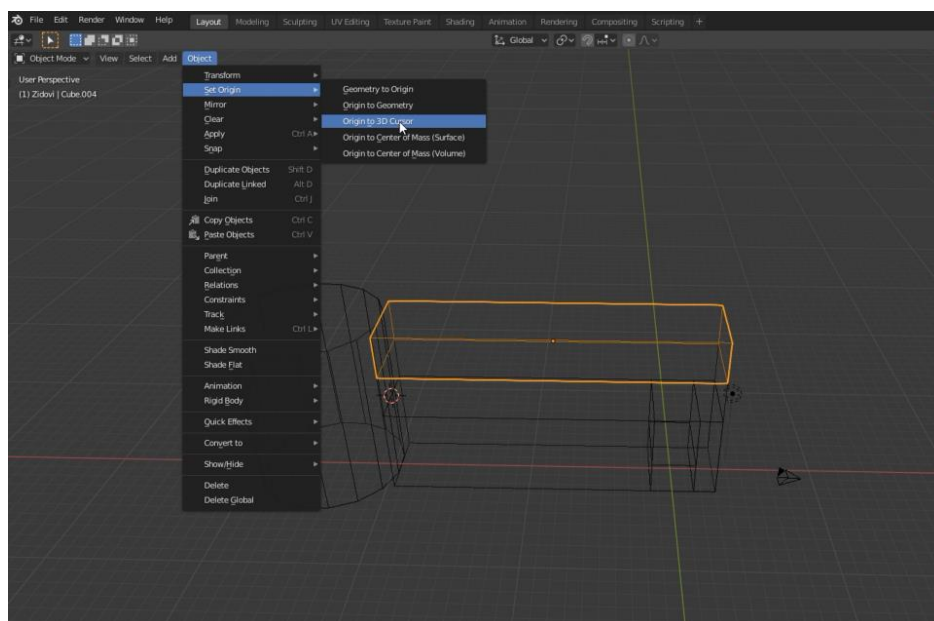 File Edit Render Window Help Layout Modeling Sculpting UV Editing Texture Paint Shading Animation Rendering Compositing Scripting +
Global
Object Mode View Select Add Object
User Perspective
(1) Zidovi | Cube.004
Transform
Set Origin
Mirror
Clear
Apply Ctrl A
Snap
Duplicate Objects Shift D
Duplicate Linked Alt D
Join Ctrl J
Copy Objects Ctrl C
Paste Objects Ctrl V
Parent
Collection
Relations
Constraints
Track
Make Links Ctrl L
Shade Smooth
Shade Flat
Animation
Rigid Body
Quick Effects
Convert to
Show/Hide
Delete
Delete Global
Geometry to Origin
Origin to Geometry
Origin to 3D Cursor
Origin to Center of Mass (Surface)
Origin to Center of Mass (Volume)